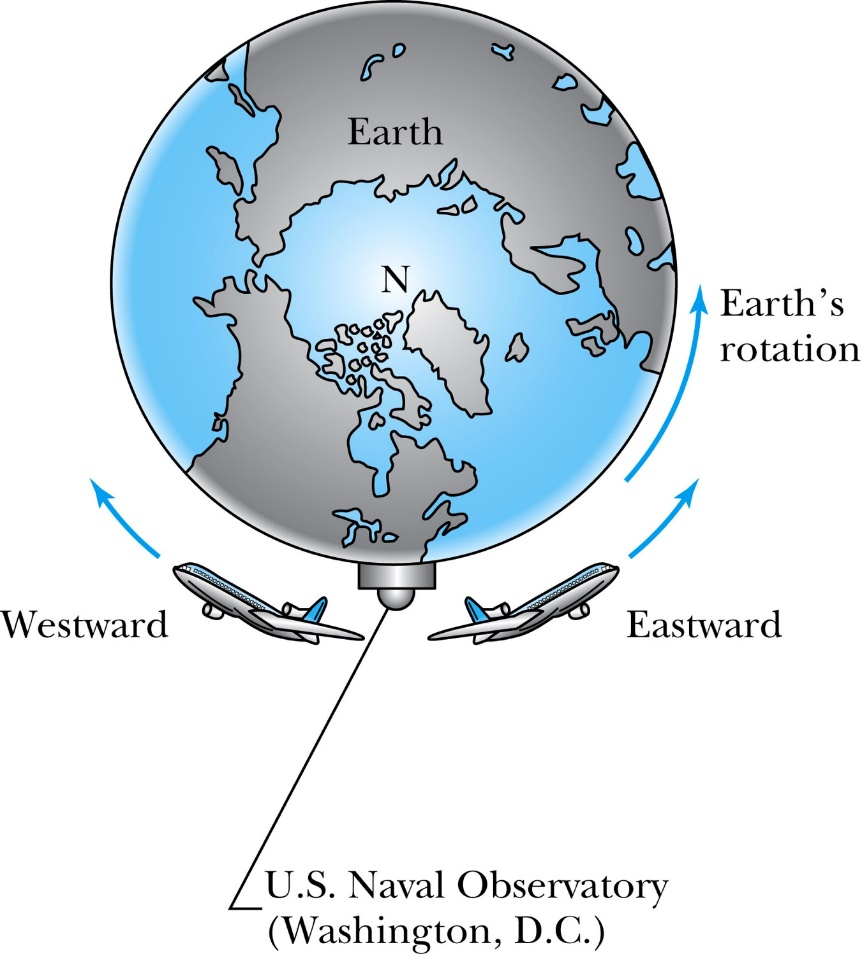 Earth
N
Earth's
rotation
Westward
Eastward
U.S. Naval Observatory
(Washington, D.C.)